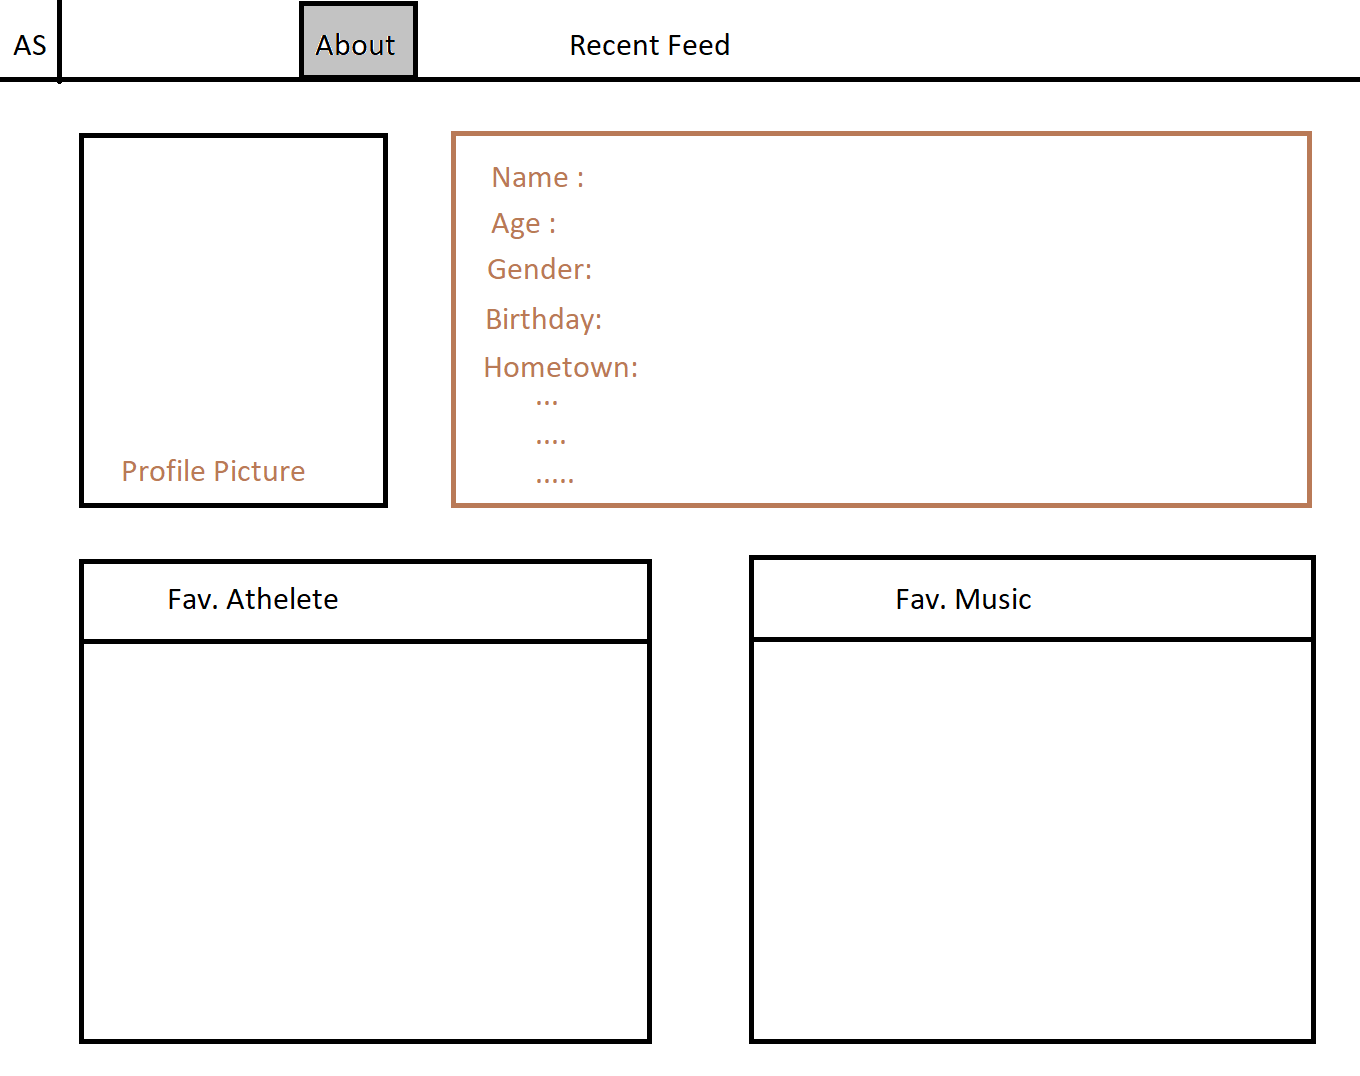 AS
About
Recent Feed
Name :
Age :
Gender:
Birthday:
Hometown:
...
....
.....
Profile Picture
Fav. Athelete
Fav. Music